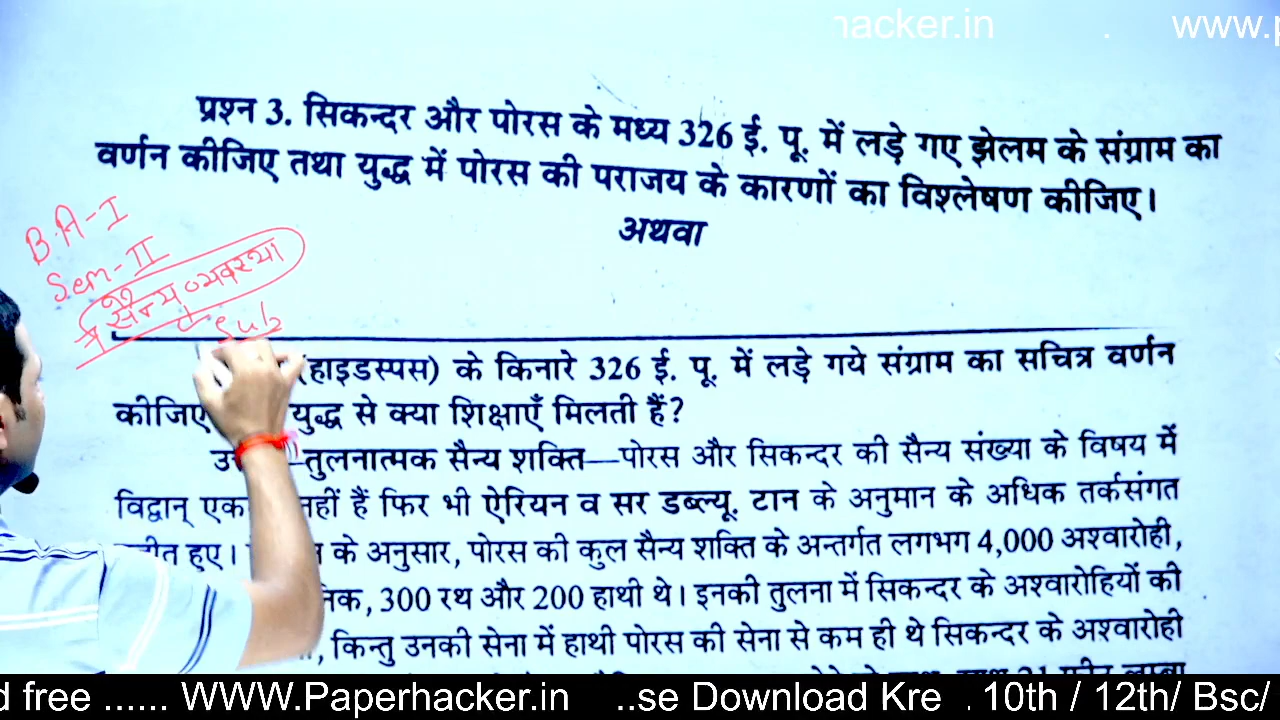 hacker.in . www.p
प्रश्न 3. सिकन्दर और पोरस के मध्य 326 ई. पू. में लड़े गए झेलम के संग्राम का
वर्णन कीजिए तथा युद्ध में पोरस की पराजय के कारणों का विश्लेषण कीजिए।
अथवा
B.A-I
Sem-II
सैन्य व्यवस्था
Sub
(हाइडस्पस) के किनारे 326 ई. पू. में लड़े गये संग्राम का सचित्र वर्णन
कीजिए युद्ध से क्या शिक्षाएँ मिलती हैं?
—तुलनात्मक सैन्य शक्ति—पोरस और सिकन्दर की सैन्य संख्या के विषय में
विद्वान् एक नहीं हैं फिर भी ऐरियन व सर डब्ल्यू. टान के अनुमान के अधिक तर्कसंगत
हुए। के अनुसार, पोरस की कुल सैन्य शक्ति के अन्तर्गत लगभग 4,000 अश्वारोही,
300 रथ और 200 हाथी थे। इनकी तुलना में सिकन्दर के अश्वारोहियों की
, किन्तु उनकी सेना में हाथी पोरस की सेना से कम ही थे सिकन्दर के अश्वारोही
d free ...... WWW.Paperhacker.in ..se Download Kre . 10th / 12th/ Bsc/